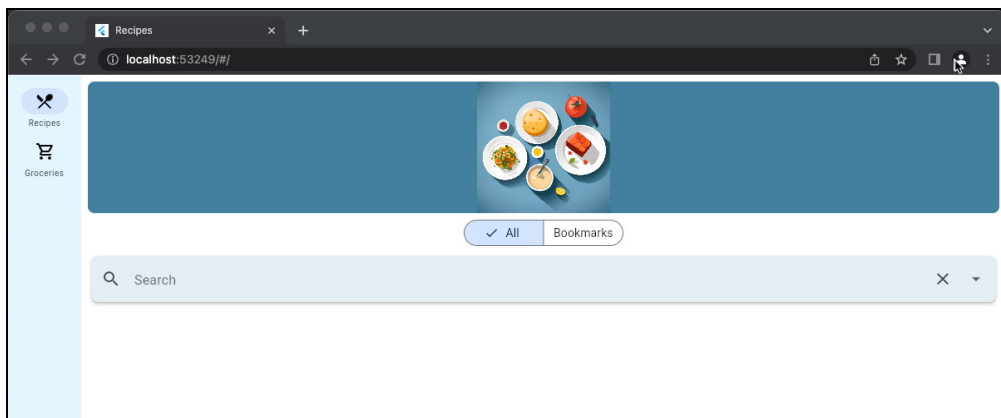 Recipes
localhost:53249/#/
Recipes
Groceries
All
Bookmarks
Search